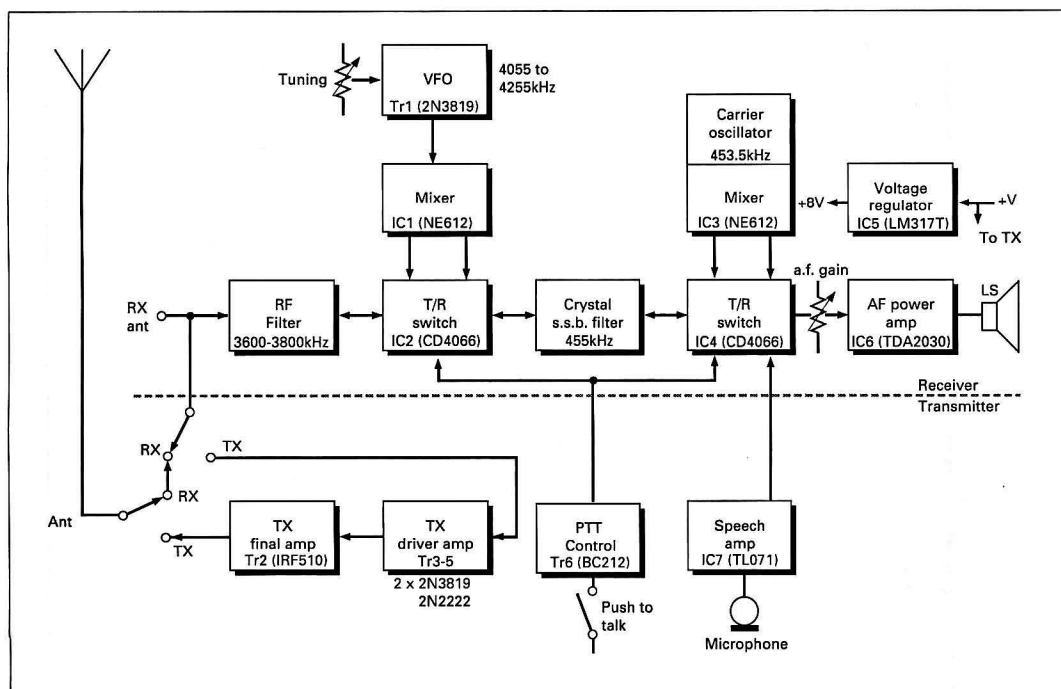 Tuning
VFO
Tr1 (2N3819)
4055 to
4255kHz
Carrier
oscillator
453.5kHz
Mixer
IC1 (NE612)
Mixer
IC3 (NE612)
+8V
Voltage
regulator
IC5 (LM317T)
+V
To TX
RX
ant
RF
Filter
3600-3800kHz
T/R
switch
IC2 (CD4066)
Crystal
s.s.b. filter
455kHz
T/R
switch
IC4 (CD4066)
a.f. gain
AF power
amp
IC6 (TDA2030)
LS
Receiver
Transmitter
RX
TX
RX
Ant
TX
TX
final amp
Tr2 (IRF510)
TX
driver amp
Tr3-5
2 x 2N3819
2N2222
PTT
Control
Tr6 (BC212)
Push to
talk
Speech
amp
IC7 (TL071)
Microphone